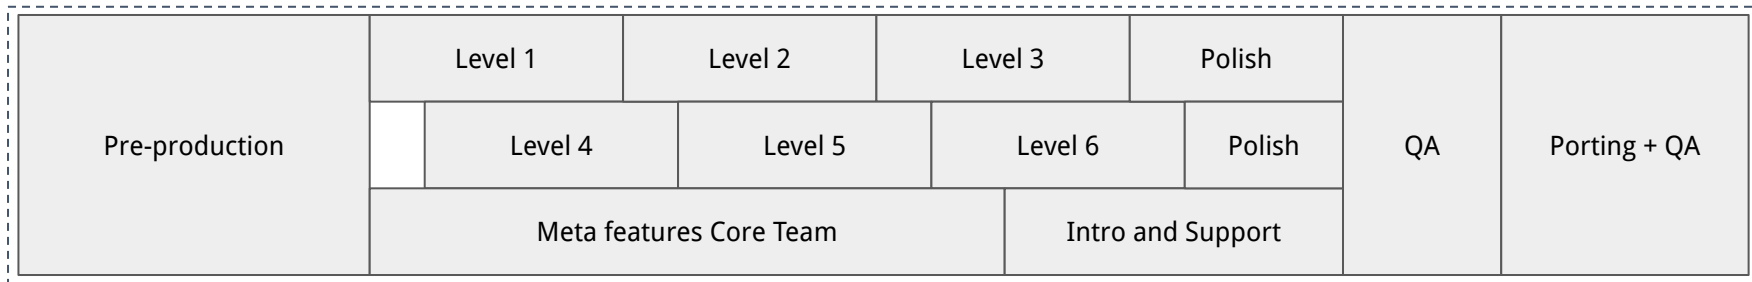 Pre-production
Level 1
Level 2
Level 3
Polish
Level 4
Level 5
Level 6
Polish
Meta features Core Team
Intro and Support
QA
Porting + QA